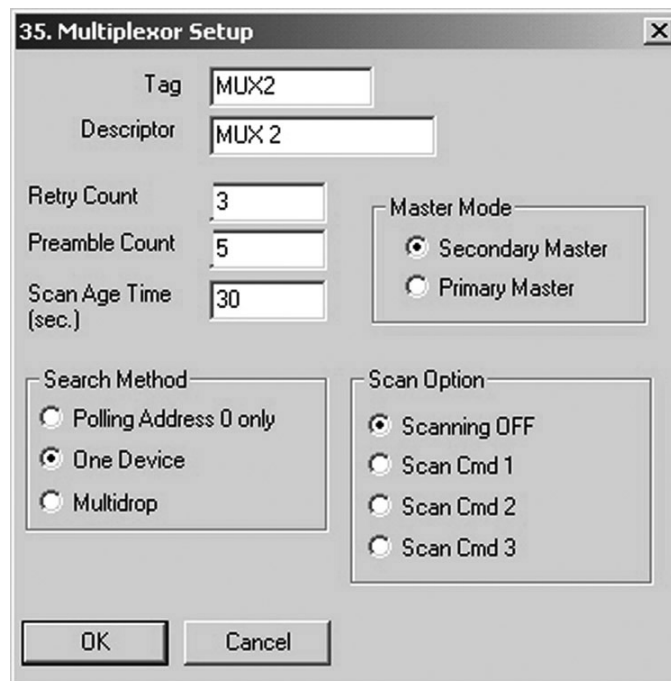 35. Multiplexor Setup
Tag MUX2
Descriptor MUX 2
Retry Count 3
Preamble Count 5
Scan Age Time (sec.) 30
Master Mode
Secondary Master
Primary Master
Search Method
Polling Address 0 only
One Device
Multidrop
Scan Option
Scanning OFF
Scan Cmd 1
Scan Cmd 2
Scan Cmd 3
OK Cancel